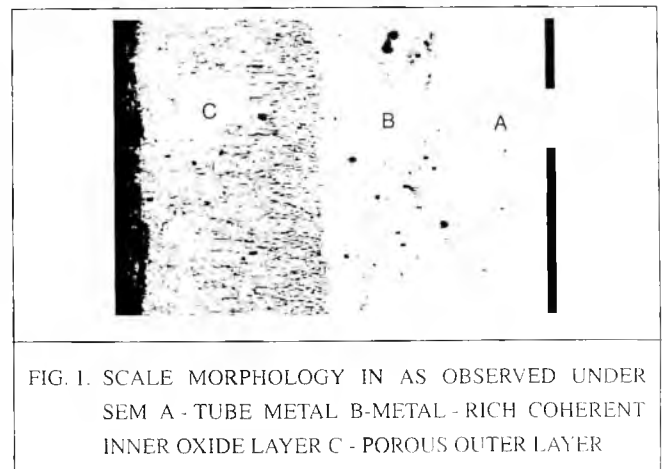 C
B
A
FIG. 1. SCALE MORPHOLOGY IN AS OBSERVED UNDER
SEM A - TUBE METAL B-METAL - RICH COHERENT
INNER OXIDE LAYER C - POROUS OUTER LAYER